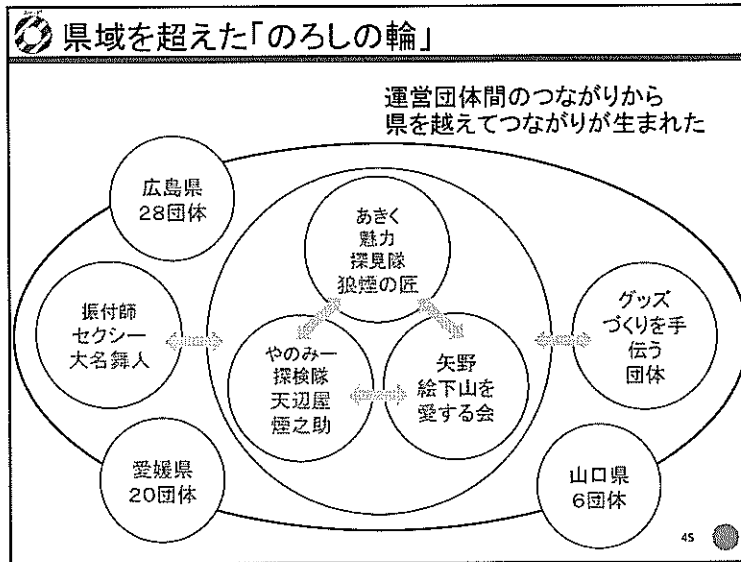 県域を超えた「のろしの輪」
運営団体間のつながりから
県を越えてつながりが生まれた
広島県
28団体
あきく
魅力
探見隊
狼煙の匠
振付師
セクシー
大名舞人
グッズ
づくりを手
伝う
団体
やのみー
探検隊
天辺屋
煙之助
矢野
絵下山を
愛する会
愛媛県
20団体
山口県
6団体
45